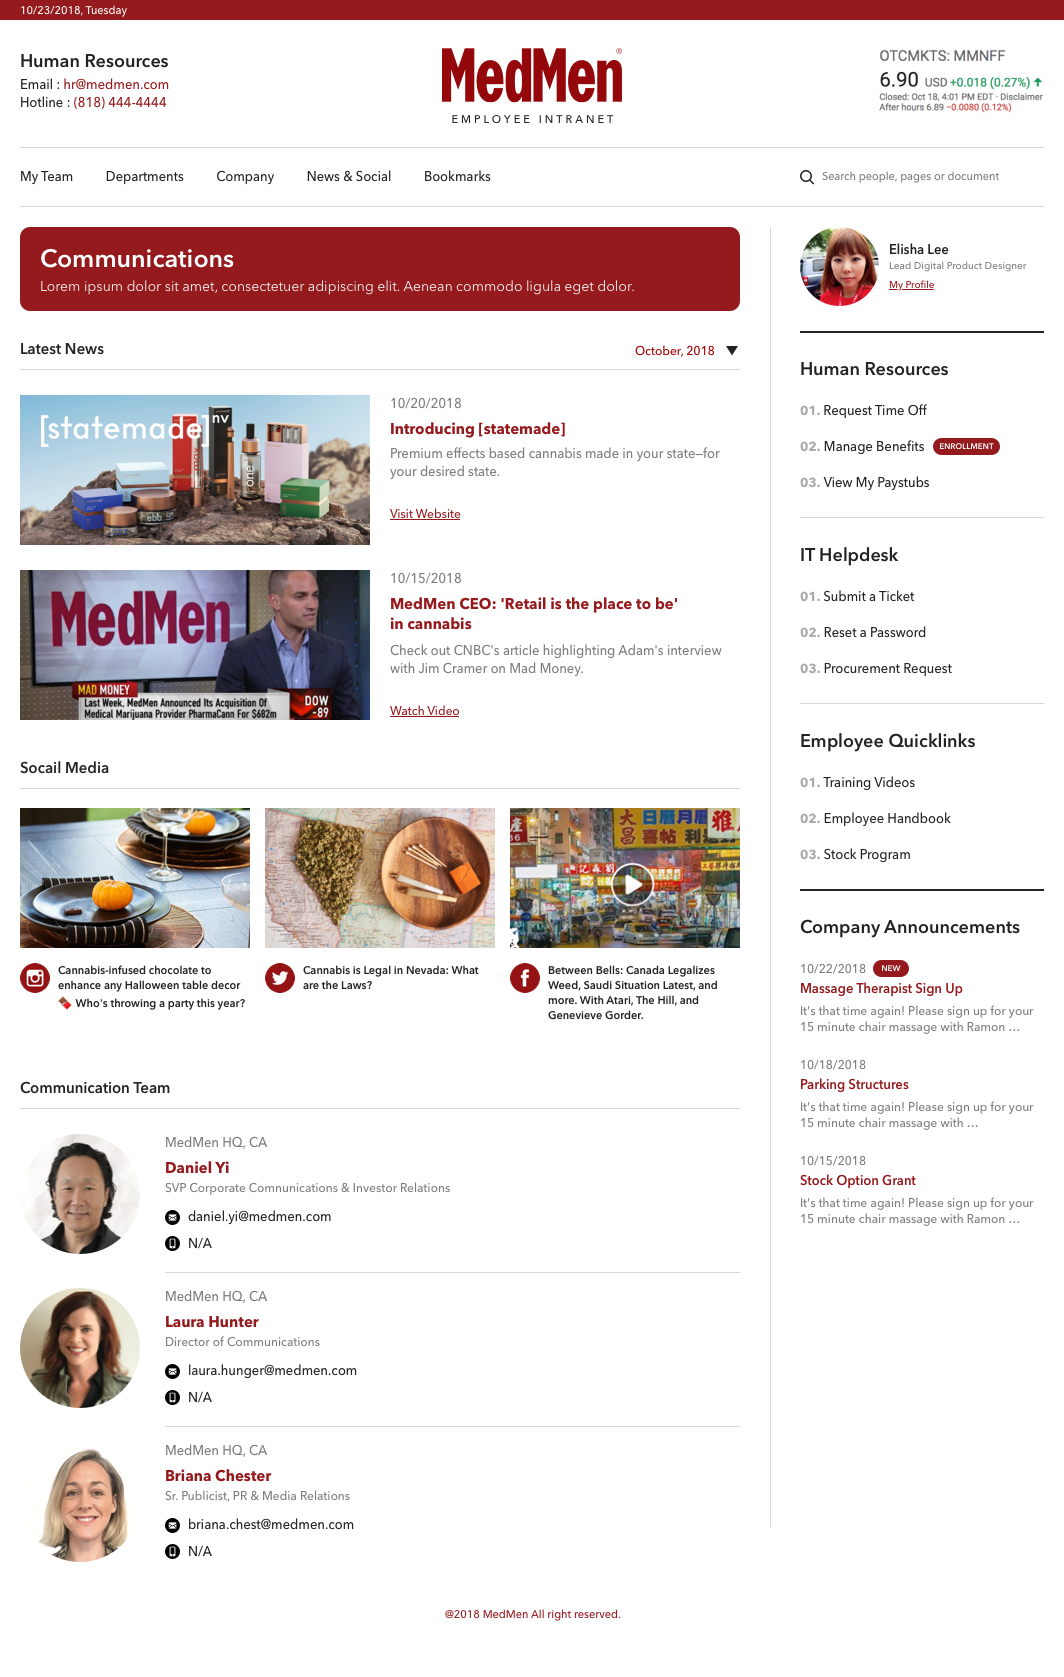 10/23/2018, Tuesday
Human Resources
Email : hr@medmen.com
Hotline : (818) 444-4444
MedMen®
EMPLOYEE INTRANET
OTCMKTS: MMNFF
6.90 USD +0.018 (0.27%)
Closed: Oct 18, 4:01 PM EDT · Disclaimer
After hours 6.89 −0.0080 (0.12%)
My Team
Departments
Company
News & Social
Bookmarks
Search people, pages or document
Communications
Lorem ipsum dolor sit amet, consectetuer adipiscing elit. Aenean commodo ligula eget dolor.
Latest News
October, 2018
[statemade]nv
max
one
ebb
10/20/2018
Introducing [statemade]
Premium effects based cannabis made in your state—for
your desired state.
Visit Website
MedMen
MAD MONEY
Last Week, MedMen Announced Its Acquisition Of
Medical Marijuana Provider PharmaCann For $682m
DOW
-89
10/15/2018
MedMen CEO: 'Retail is the place to be'
in cannabis
Check out CNBC's article highlighting Adam's interview
with Jim Cramer on Mad Money.
Watch Video
Socail Media
大昌
日曆月曆
喜帖
雅
產
Cannabis-infused chocolate to
enhance any Halloween table decor
Who's throwing a party this year?
Cannabis is Legal in Nevada: What
are the Laws?
Between Bells: Canada Legalizes
Weed, Saudi Situation Latest, and
more. With Atari, The Hill, and
Genevieve Gorder.
Communication Team
MedMen HQ, CA
Daniel Yi
SVP Corporate Comnunications & Investor Relations
daniel.yi@medmen.com
N/A
MedMen HQ, CA
Laura Hunter
Director of Communications
laura.hunger@medmen.com
N/A
MedMen HQ, CA
Briana Chester
Sr. Publicist, PR & Media Relations
briana.chest@medmen.com
N/A
Elisha Lee
Lead Digital Product Designer
My Profile
Human Resources
01. Request Time Off
02. Manage Benefits ENROLLMENT
03. View My Paystubs
IT Helpdesk
01. Submit a Ticket
02. Reset a Password
03. Procurement Request
Employee Quicklinks
01. Training Videos
02. Employee Handbook
03. Stock Program
Company Announcements
10/22/2018 NEW
Massage Therapist Sign Up
It's that time again! Please sign up for your
15 minute chair massage with Ramon ...
10/18/2018
Parking Structures
It's that time again! Please sign up for your
15 minute chair massage with ...
10/15/2018
Stock Option Grant
It's that time again! Please sign up for your
15 minute chair massage with Ramon ...
@2018 MedMen All right reserved.